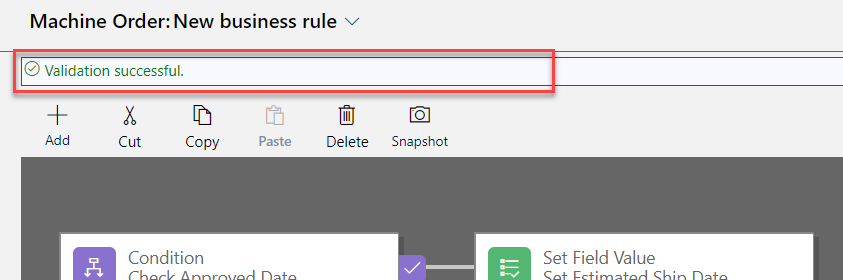 Machine Order: New business rule
Validation successful.
Add Cut Copy Paste Delete Snapshot
Condition
Check Approved Date
Set Field Value
Set Estimated Ship Date